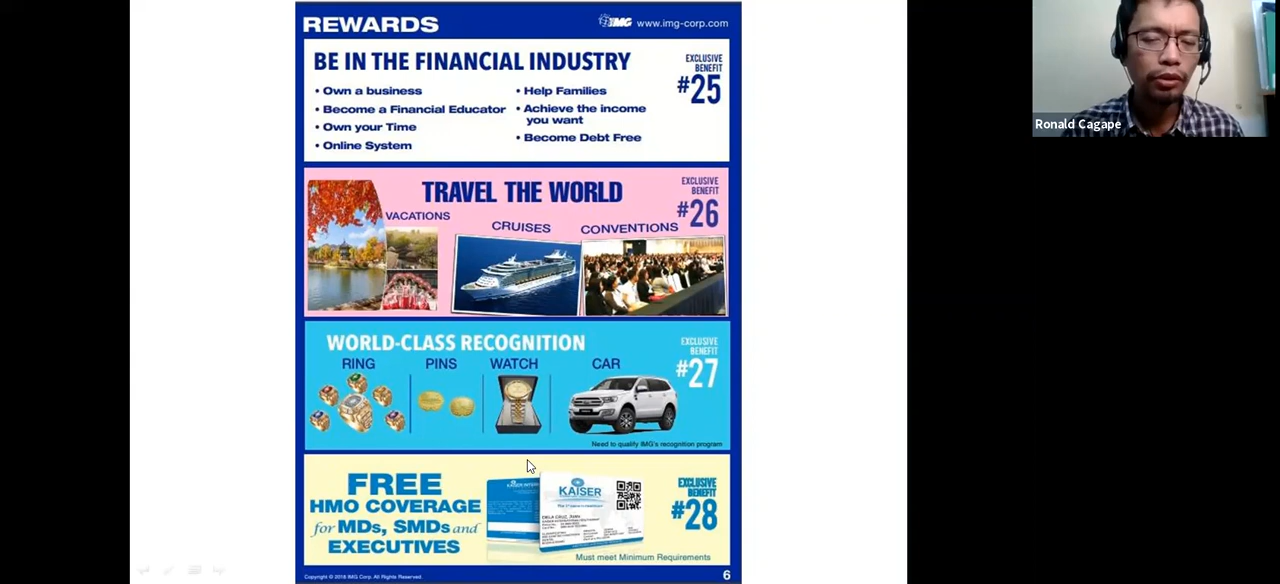 REWARDS
IMG www.img-corp.com
BE IN THE FINANCIAL INDUSTRY
EXCLUSIVE
BENEFIT
#25
• Own a business
• Become a Financial Educator
• Own your Time
• Online System
• Help Families
• Achieve the income
you want
• Become Debt Free
TRAVEL THE WORLD
EXCLUSIVE
BENEFIT
#26
VACATIONS
CRUISES
CONVENTIONS
WORLD-CLASS RECOGNITION
EXCLUSIVE
BENEFIT
#27
RING
PINS
WATCH
CAR
Need to qualify IMG's recognition program
FREE
HMO COVERAGE
for MDs, SMDs and
EXECUTIVES
KAISER
EXCLUSIVE
BENEFIT
#28
Must meet Minimum Requirements
Copyright © 2018 IMG Corp. All Rights Reserved.
6
Ronald Cagape